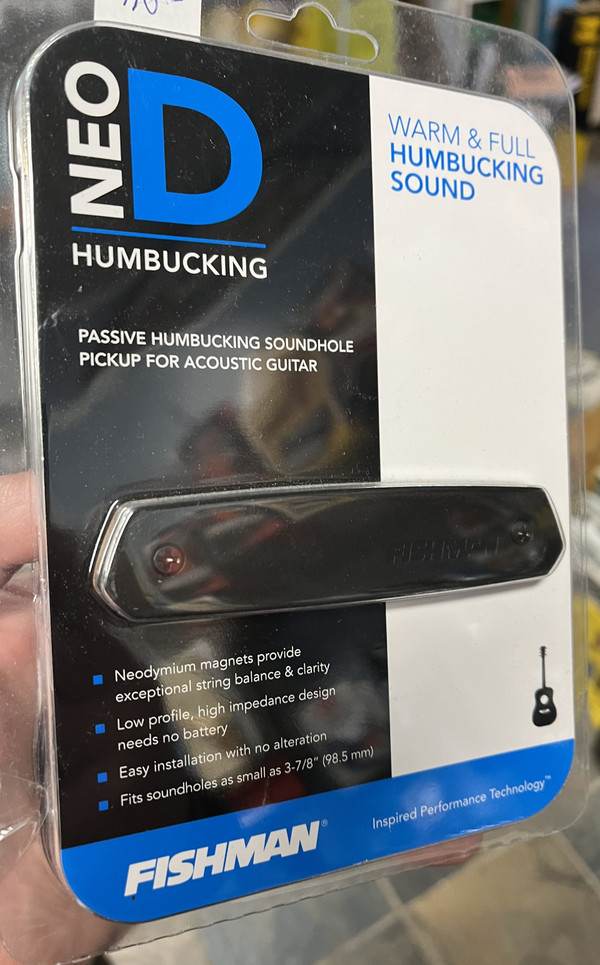 NEO D
HUMBUCKING
PASSIVE HUMBUCKING SOUNDHOLE
PICKUP FOR ACOUSTIC GUITAR
WARM & FULL
HUMBUCKING
SOUND
FISHMAN
Neodymium magnets provide
exceptional string balance & clarity
Low profile, high impedance design
needs no battery
Easy installation with no alteration
Fits soundholes as small as 3-7/8" (98.5 mm)
FISHMAN®
Inspired Performance Technology™